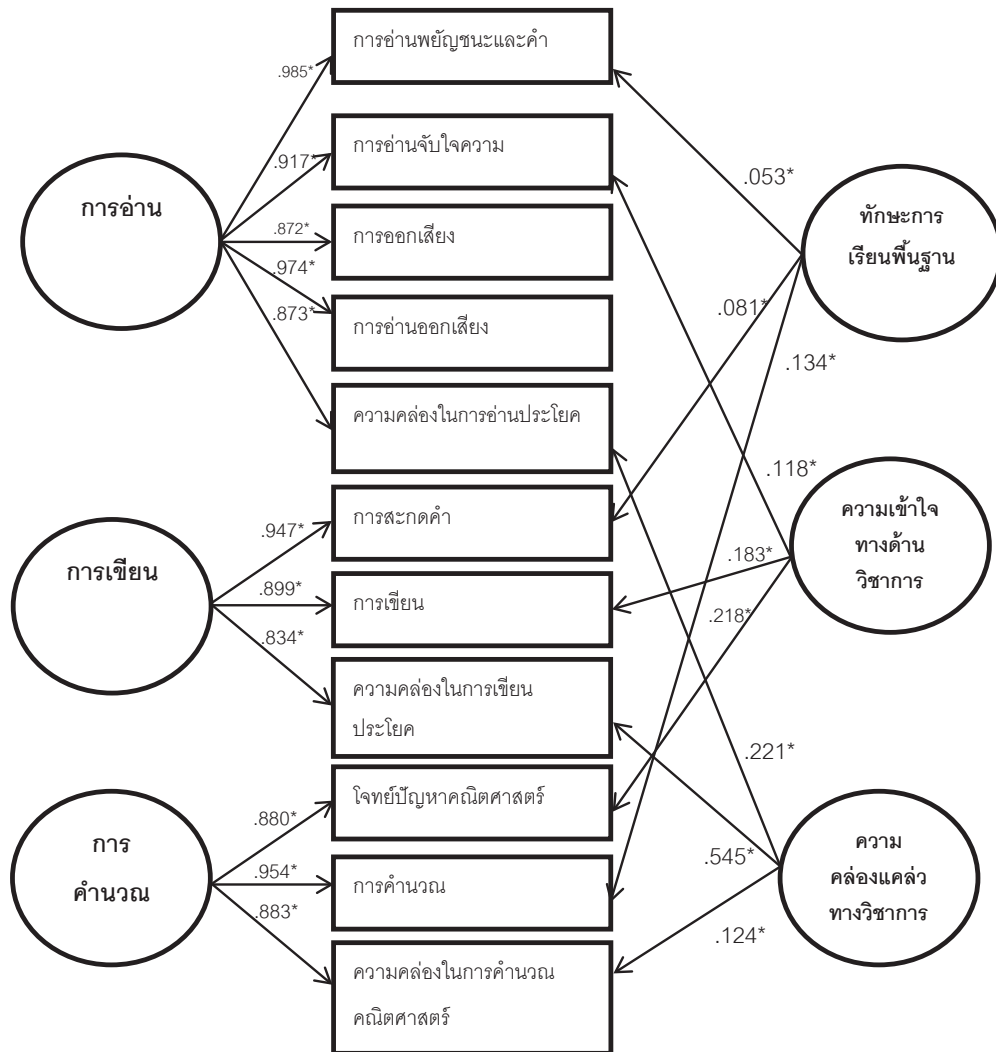 การอ่านพยัญชนะและคำ
.985*
การอ่านจับใจความ
.917*
.053*
การอ่าน
ทักษะการ
เรียนพื้นฐาน
.872*
การออกเสียง
.974*
.873*
การอ่านออกเสียง
.081*
.134*
ความคล่องในการอ่านประโยค
.118*
การสะกดคำ
.947*
ความเข้าใจ
ทางด้าน
วิชาการ
การเขียน
.899*
การเขียน
.183*
.834*
.218*
ความคล่องในการเขียน
ประโยค
.221*
โจทย์ปัญหาคณิตศาสตร์
.880*
การ
คำนวณ
.954*
การคำนวณ
.545*
ความ
คล่องแคล่ว
ทางวิชาการ
.883*
.124*
ความคล่องในการคำนวณ
คณิตศาสตร์